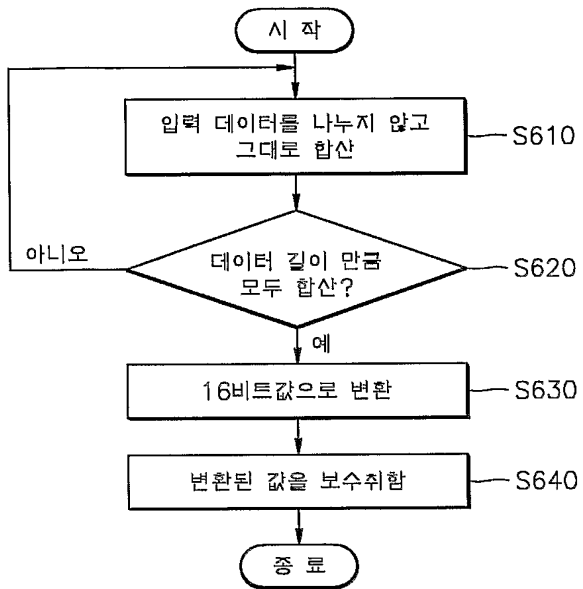 시 작
입력 데이터를 나누지 않고
그대로 합산
S610
아니오
데이터 길이 만큼
모두 합산?
S620
예
16비트값으로 변환
S630
변환된 값을 보수취함
S640
종 료